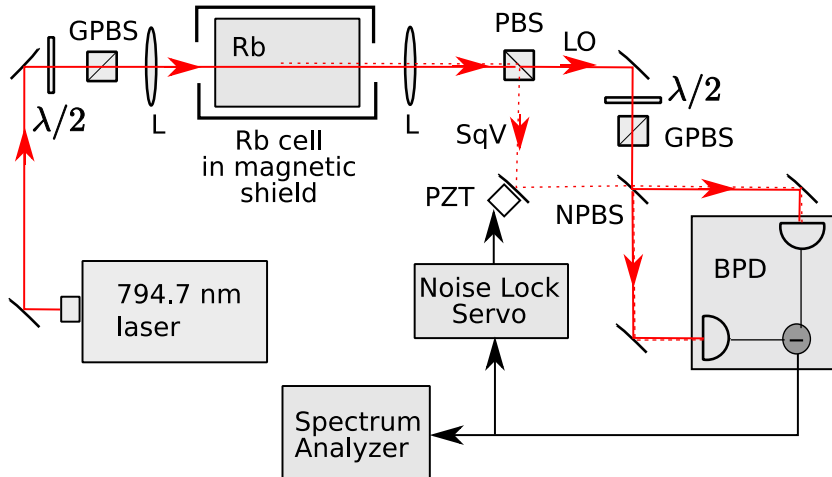 GPBS
λ/2
L
Rb
Rb cell
in magnetic
shield
L
PBS
LO
λ/2
GPBS
SqV
PZT
NPBS
BPD
–
794.7 nm
laser
Noise Lock
Servo
Spectrum
Analyzer